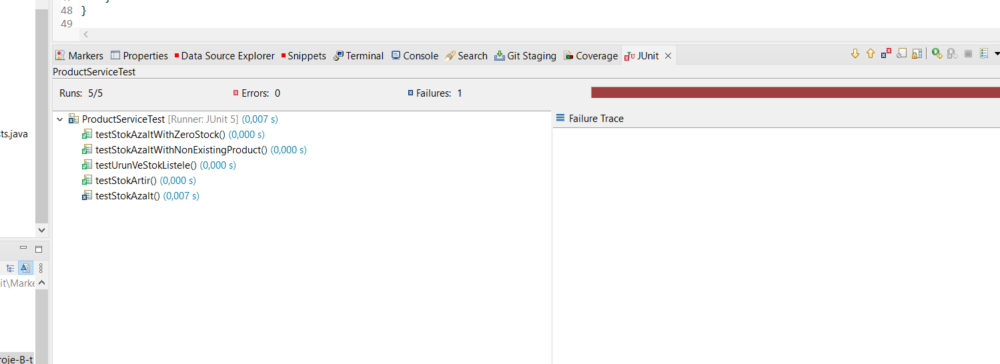 48 }
49
Markers Properties Data Source Explorer Snippets Terminal Console Search Git Staging Coverage JUnit
ProductServiceTest
Runs: 5/5 Errors: 0 Failures: 1
ProductServiceTest [Runner: JUnit 5] (0,007 s)
Failure Trace
testStokAzaltWithZeroStock() (0,000 s)
ts.java
testStokAzaltWithNonExistingProduct() (0,000 s)
testUrunVeStokListele() (0,000 s)
testStokArtir() (0,000 s)
testStokAzalt() (0,007 s)
it\Marke
roje-B-t